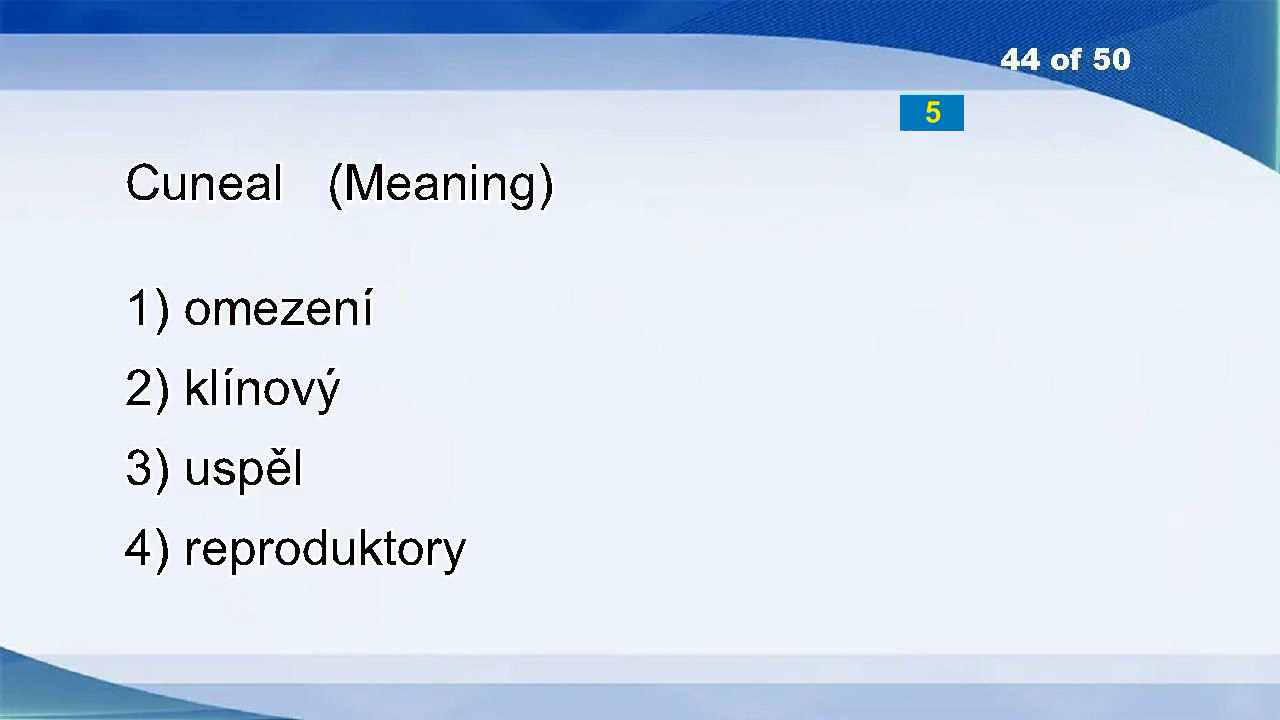 44 of 50
5
Cuneal (Meaning)
1) omezení
2) klínový
3) uspěl
4) reproduktory